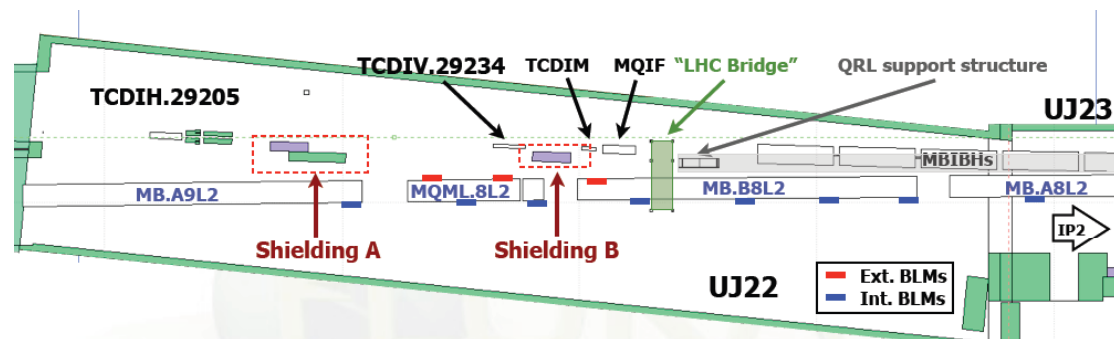 TCDIV.29234
TCDIM
MQIF
“LHC Bridge”
QRL support structure
TCDIH.29205
UJ23
MBIBHs
MB.A9L2
MQML.8L2
MB.B8L2
MB.A8L2
IP2
Shielding A
Shielding B
UJ22
Ext. BLMs
Int. BLMs